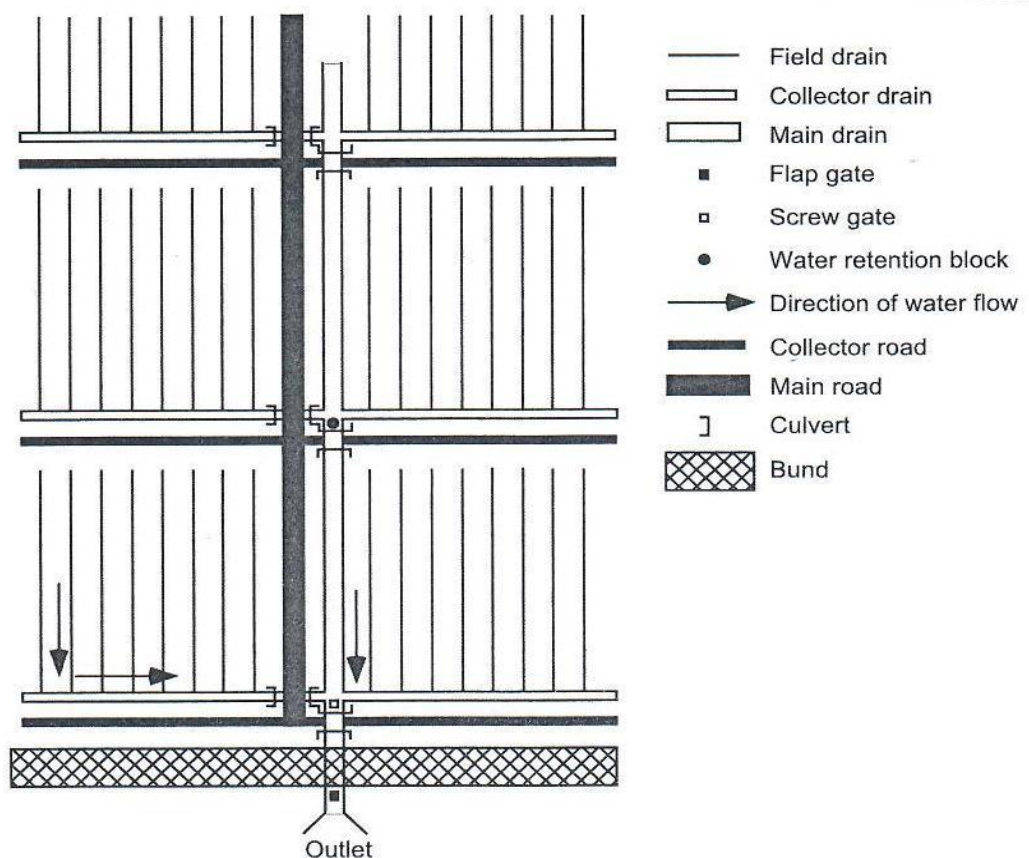 Field drain
Collector drain
Main drain
Flap gate
Screw gate
Water retention block
Direction of water flow
Collector road
Main road
Culvert
Bund
Outlet